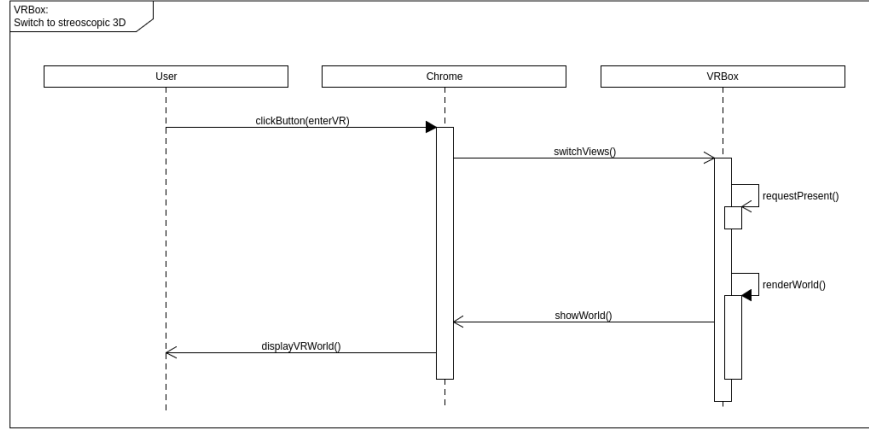 VRBox:
Switch to streoscopic 3D
User
Chrome
VRBox
clickButton(enterVR)
switchViews()
requestPresent()
renderWorld()
showWorld()
displayVRWorld()